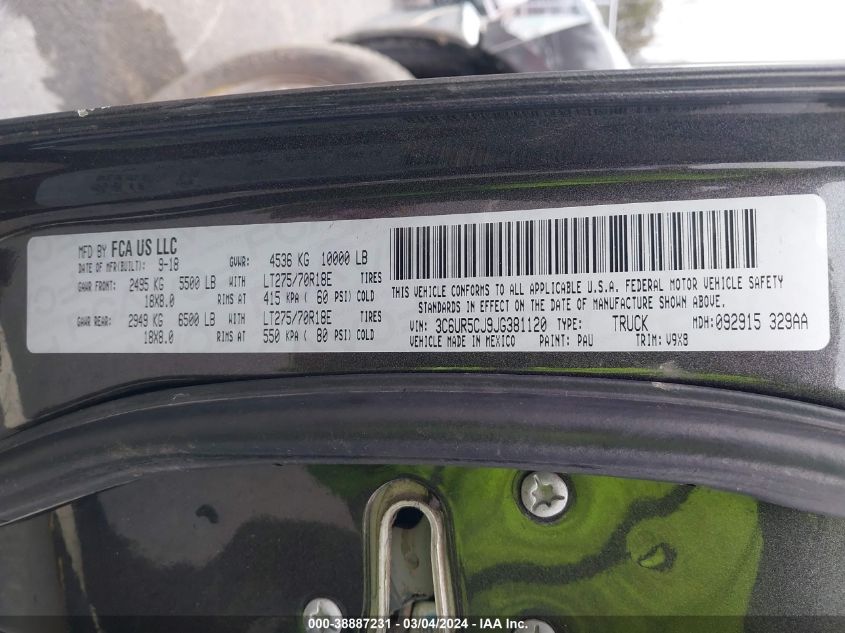 MFD BY FCA US LLC
DATE OF MFR(BUILT): 9-18 GVWR: 4536 KG 10000 LB
GAWR FRONT: 2495 KG 5500 LB WITH LT275/70R18E TIRES
18X8.0 RIMS AT 415 KPA ( 60 PSI) COLD
GAWR REAR: 2949 KG 6500 LB WITH LT275/70R18E TIRES
18X8.0 RIMS AT 550 KPA ( 80 PSI) COLD
THIS VEHICLE CONFORMS TO ALL APPLICABLE U.S.A. FEDERAL MOTOR VEHICLE SAFETY
STANDARDS IN EFFECT ON THE DATE OF MANUFACTURE SHOWN ABOVE.
VIN: 3C6UR5CJ9JG381120 TYPE: TRUCK MDH:092915 329AA
VEHICLE MADE IN MEXICO PAINT: PAU TRIM: V9X8
000-38887231 - 03/04/2024 - IAA Inc.